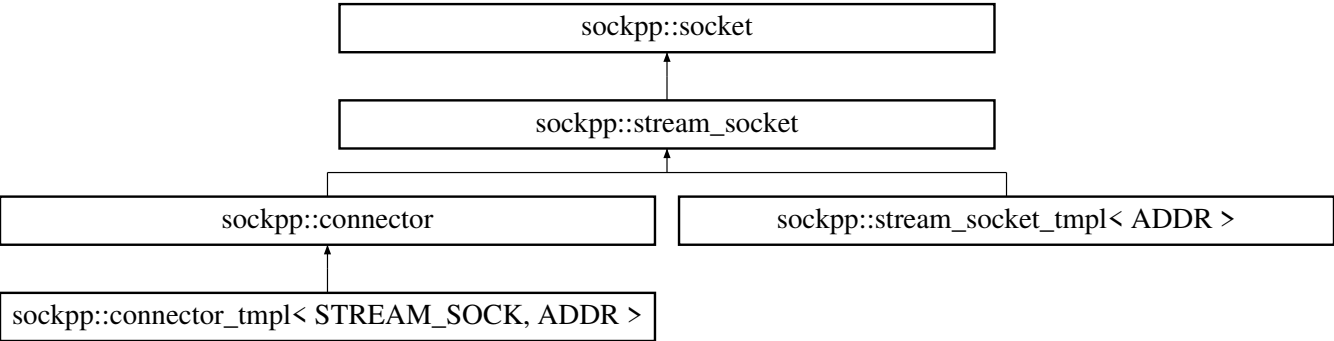 sockpp::socket
sockpp::stream_socket
sockpp::connector
sockpp::stream_socket_tmpl< ADDR >
sockpp::connector_tmpl< STREAM_SOCK, ADDR >